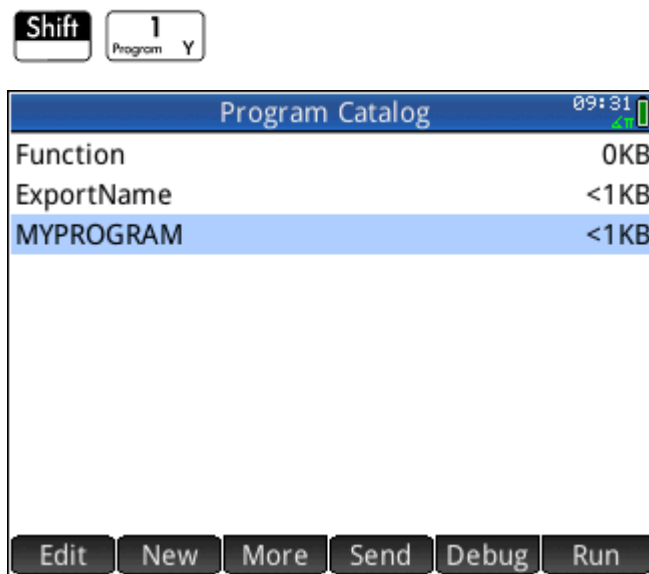 Shift
1
Program Y
Program Catalog 09:31
∠π
Function 0KB
ExportName <1KB
MYPROGRAM <1KB
Edit New More Send Debug Run